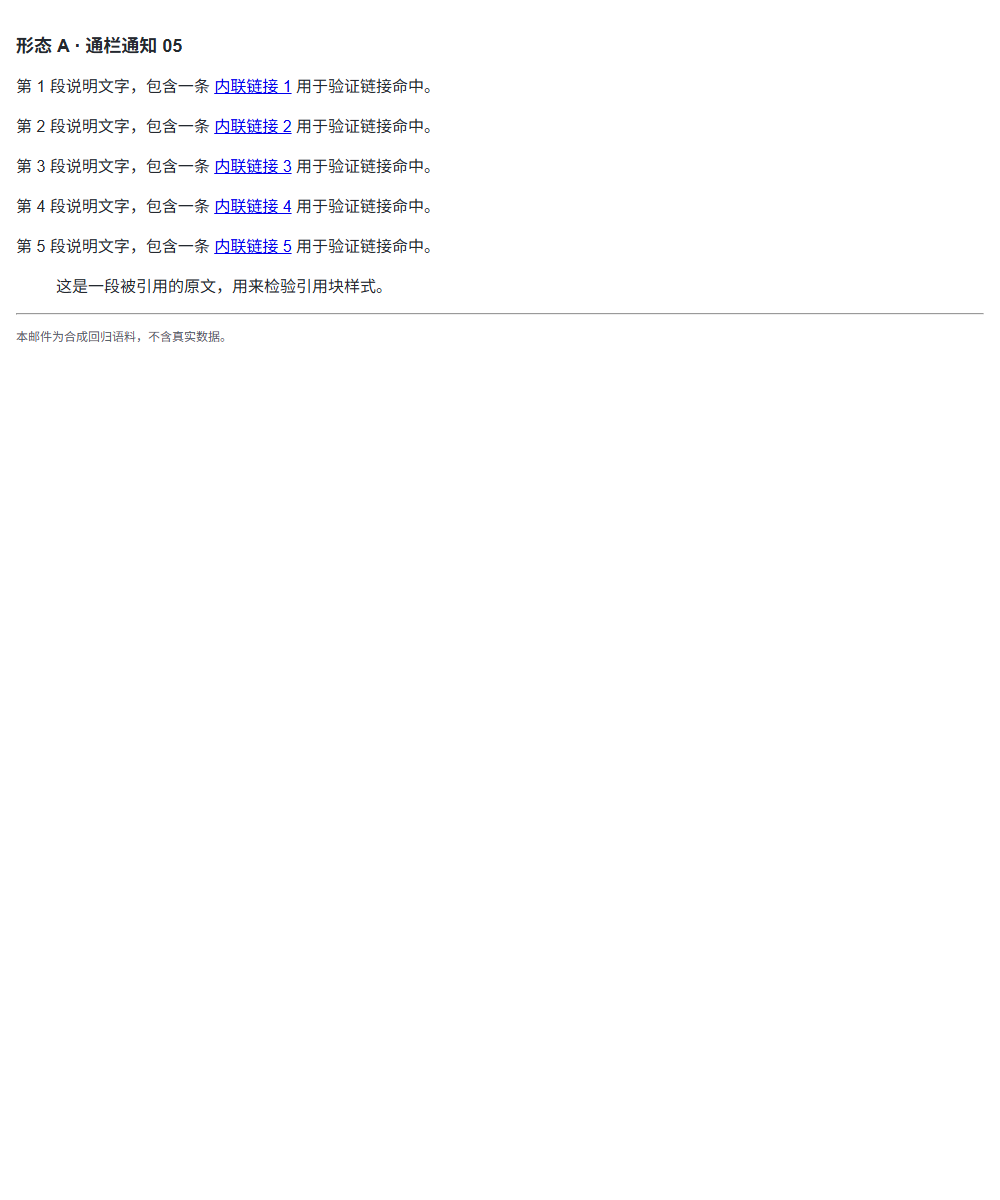 形态 A · 通栏通知 05
第 1 段说明文字，包含一条 内联链接 1 用于验证链接命中。
第 2 段说明文字，包含一条 内联链接 2 用于验证链接命中。
第 3 段说明文字，包含一条 内联链接 3 用于验证链接命中。
第 4 段说明文字，包含一条 内联链接 4 用于验证链接命中。
第 5 段说明文字，包含一条 内联链接 5 用于验证链接命中。
这是一段被引用的原文，用来检验引用块样式。
本邮件为合成回归语料，不含真实数据。